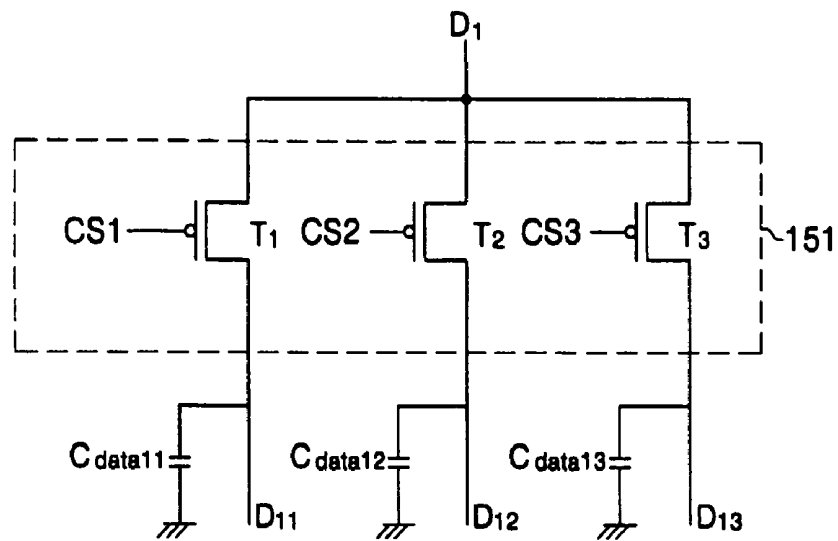 D1
CS1 T1 CS2 T2 CS3 T3 151
Cdata11 Cdata12 Cdata13
D11 D12 D13